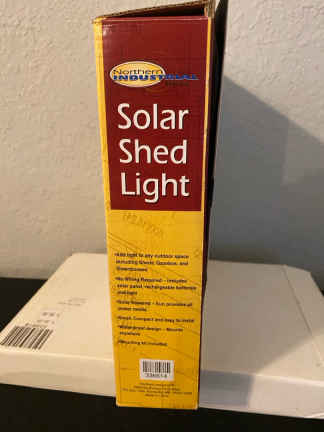 Northern
INDUSTRIAL
Solar
Shed
Light
•Add light to any outdoor space
including Sheds, Gazebos, and
Greenhouses
•No Wiring Required - Includes
solar panel, rechargeable batteries
and light
•Solar Powered - Sun provides all
power needs
Compact and easy to install
•Waterproof design - Mounts
anywhere
•Mounting kit included
339514